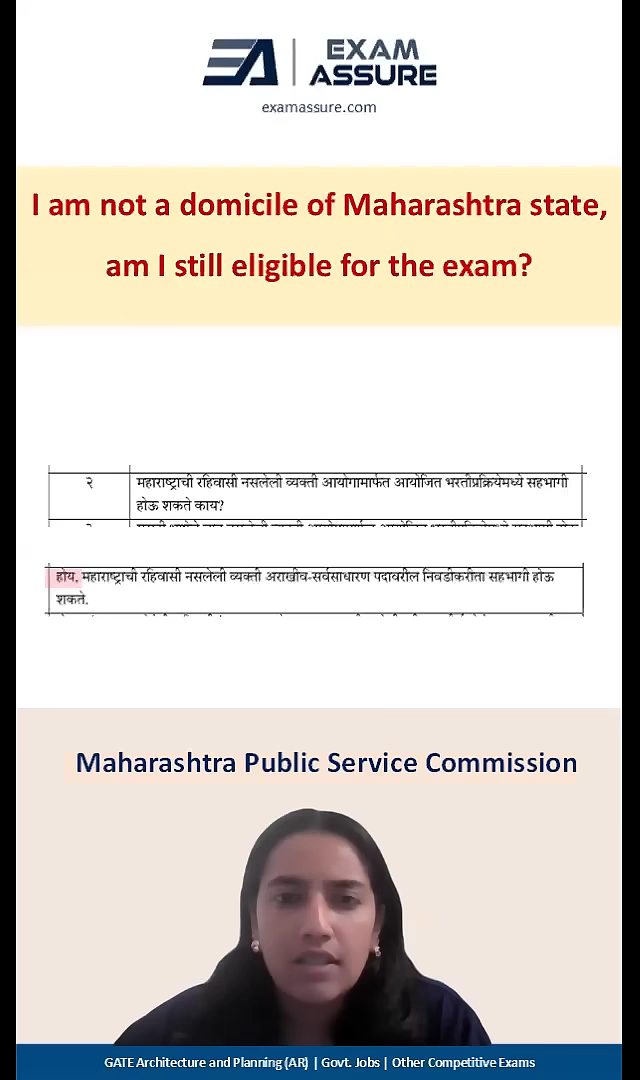 EXAM
ASSURE
examassure.com
I am not a domicile of Maharashtra state,
am I still eligible for the exam?
२ महाराष्ट्राची रहिवासी नसलेली व्यक्ती आयोगामार्फत आयोजित भरतीप्रक्रियेमध्ये सहभागी
होऊ शकते काय?
होय. महाराष्ट्राची रहिवासी नसलेली व्यक्ती अराखीव-सर्वसाधारण पदावरील निवडीकरीता सहभागी होऊ
शकते.
Maharashtra Public Service Commission
GATE Architecture and Planning (AR) | Govt. Jobs | Other Competitive Exams